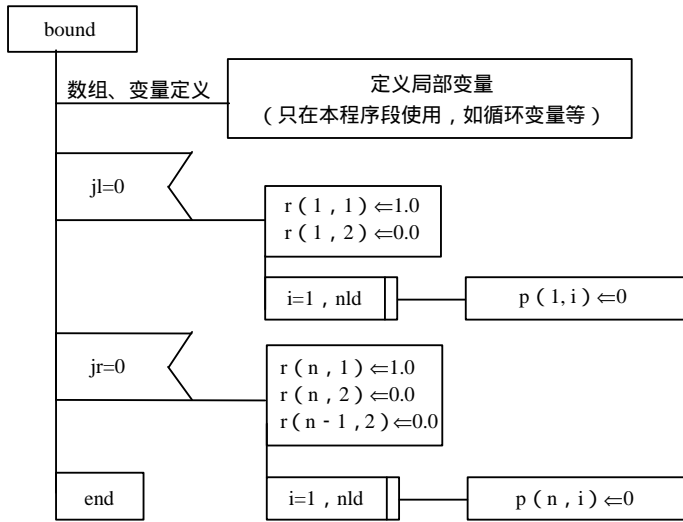 bound
数组、变量定义
定义局部变量
（只在本程序段使用，如循环变量等）
jl=0
r（1，1）⇐1.0
r（1，2）⇐0.0
i=1，nld
p（1,i）⇐0
jr=0
r（n，1）⇐1.0
r（n，2）⇐0.0
r（n-1，2）⇐0.0
end
i=1，nld
p（n，i）⇐0